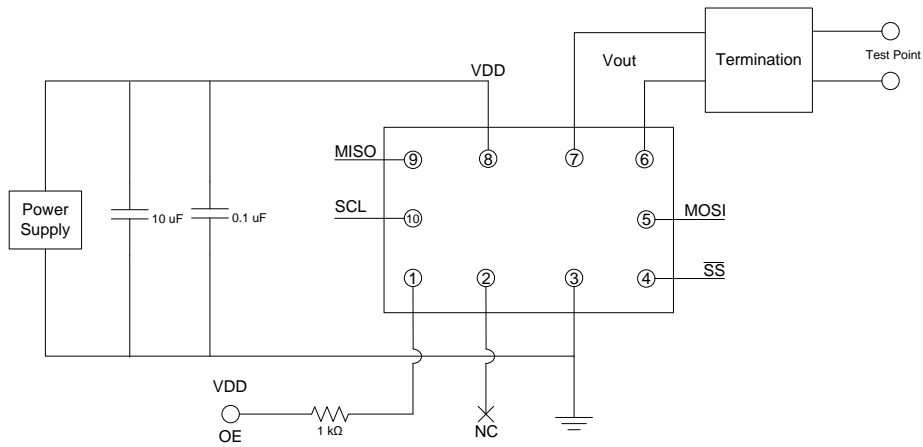 Vout
Termination
Test Point
VDD
MISO
9
8
7
6
Power
Supply
10 uF
0.1 uF
SCL
10
5
MOSI
1
2
3
4
SS
VDD
OE
1 kΩ
NC